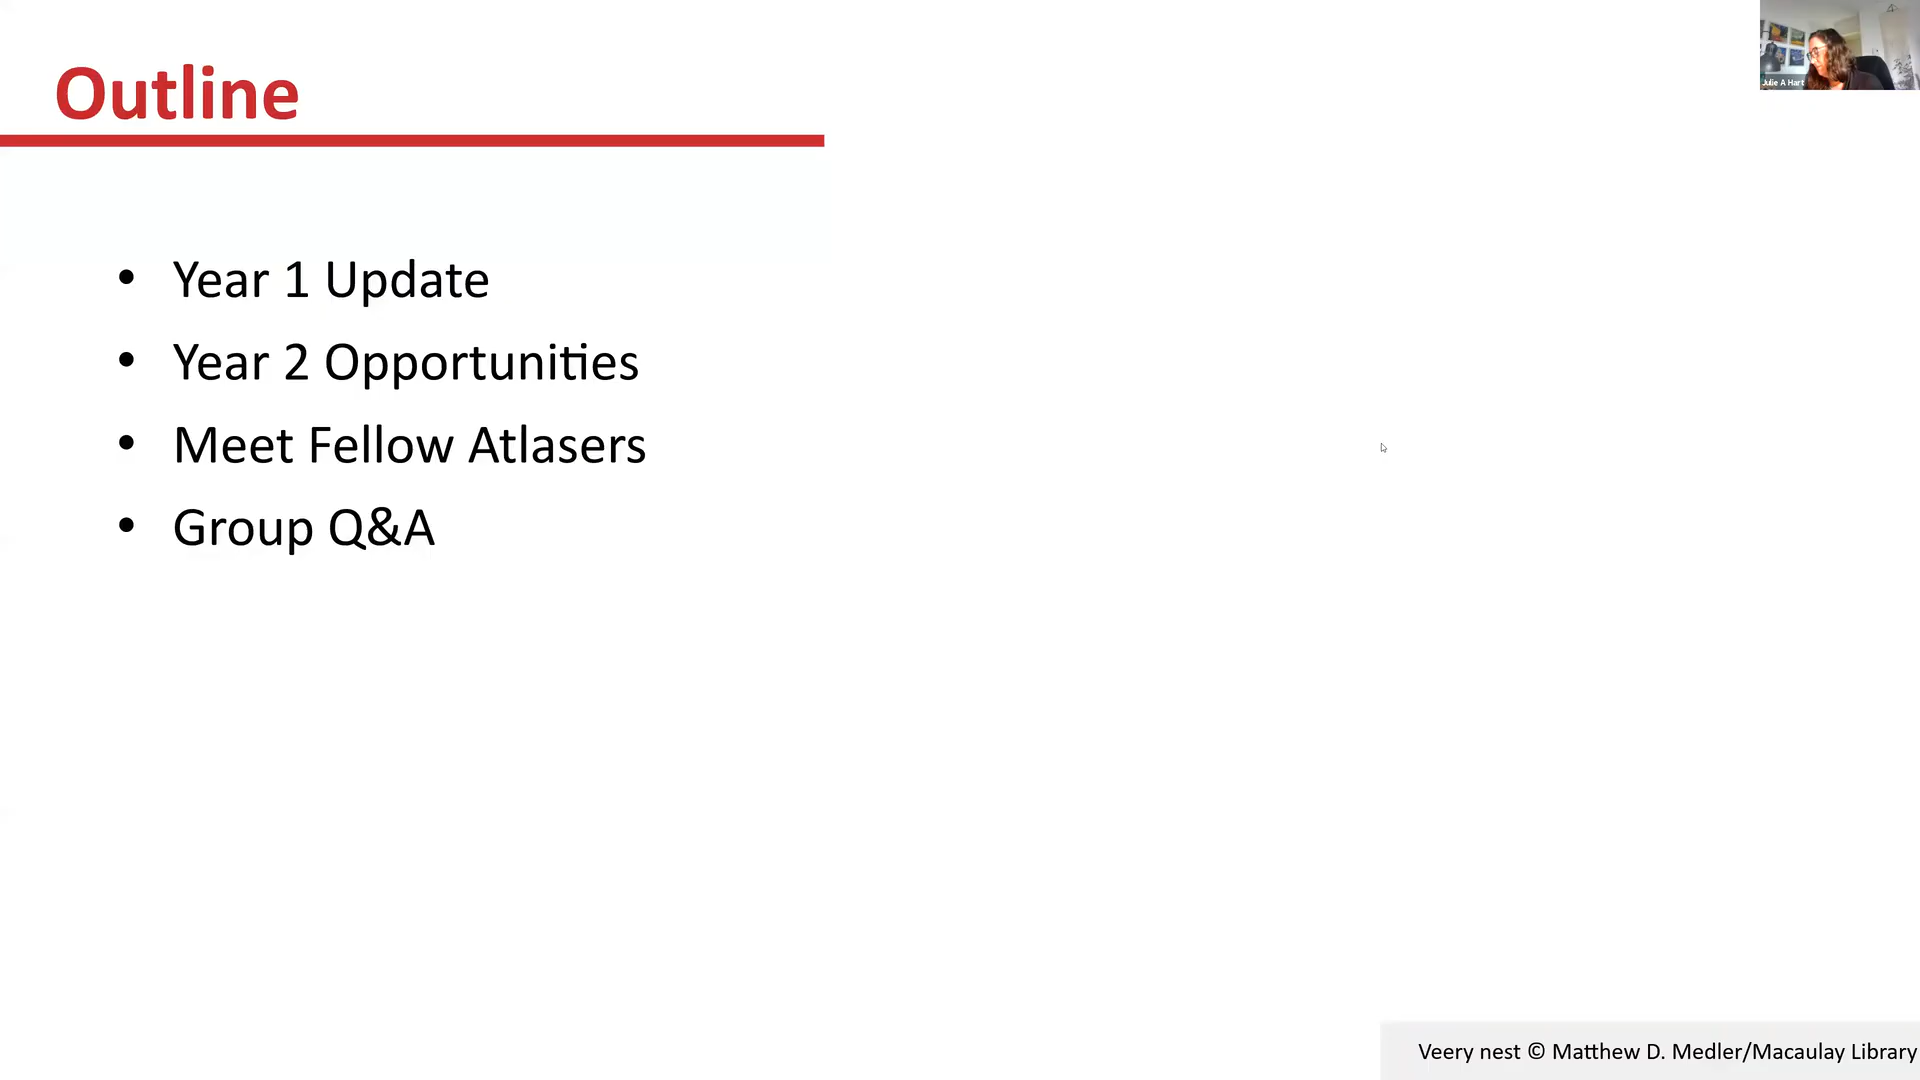 Outline
Julie A Hart
• Year 1 Update
• Year 2 Opportunities
• Meet Fellow Atlasers
• Group Q&A
Veery nest © Matthew D. Medler/Macaulay Library